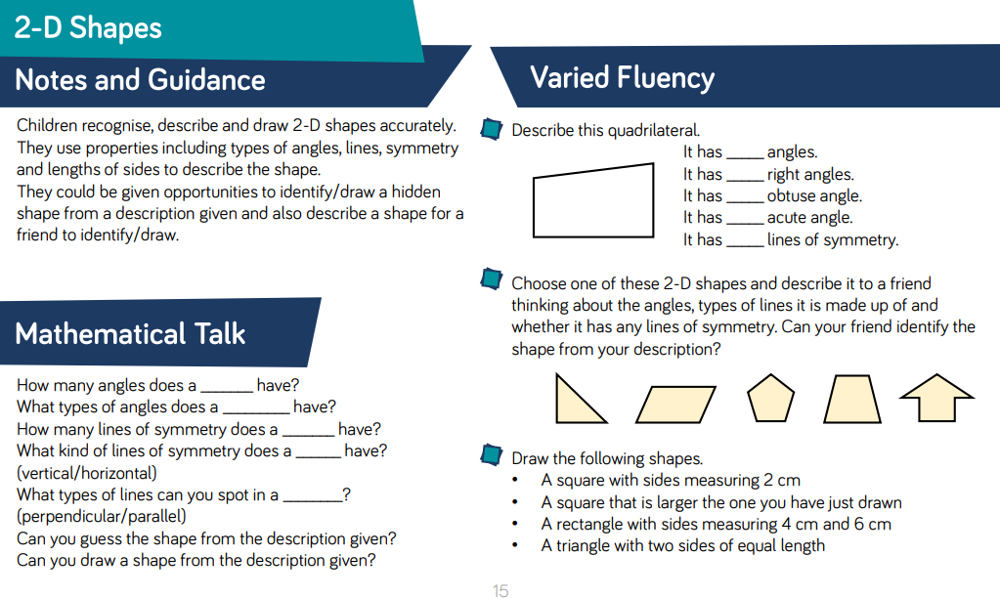 2-D Shapes
Notes and Guidance
Children recognise, describe and draw 2-D shapes accurately.
They use properties including types of angles, lines, symmetry
and lengths of sides to describe the shape.
They could be given opportunities to identify/draw a hidden
shape from a description given and also describe a shape for a
friend to identify/draw.
Mathematical Talk
How many angles does a ______ have?
What types of angles does a ________ have?
How many lines of symmetry does a ______ have?
What kind of lines of symmetry does a _____ have?
(vertical/horizontal)
What types of lines can you spot in a _______?
(perpendicular/parallel)
Can you guess the shape from the description given?
Can you draw a shape from the description given?
Varied Fluency
Describe this quadrilateral.
It has ____ angles.
It has ____ right angles.
It has ____ obtuse angle.
It has ____ acute angle.
It has ____ lines of symmetry.
Choose one of these 2-D shapes and describe it to a friend
thinking about the angles, types of lines it is made up of and
whether it has any lines of symmetry. Can your friend identify the
shape from your description?
Draw the following shapes.
• A square with sides measuring 2 cm
• A square that is larger the one you have just drawn
• A rectangle with sides measuring 4 cm and 6 cm
• A triangle with two sides of equal length
15